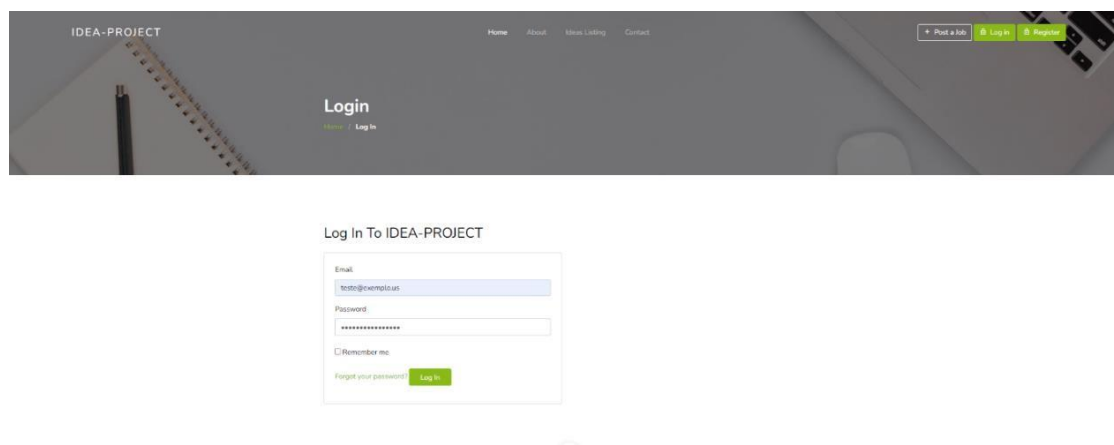 IDEA-PROJECT
Home About Ideas Listing Contact
+ Post a Job Log in Register
Login
Home / Log In
Log In To IDEA-PROJECT
Email
teste@exemplo.us
Password
••••••••••••••••
Remember me
Forgot your password? Log In